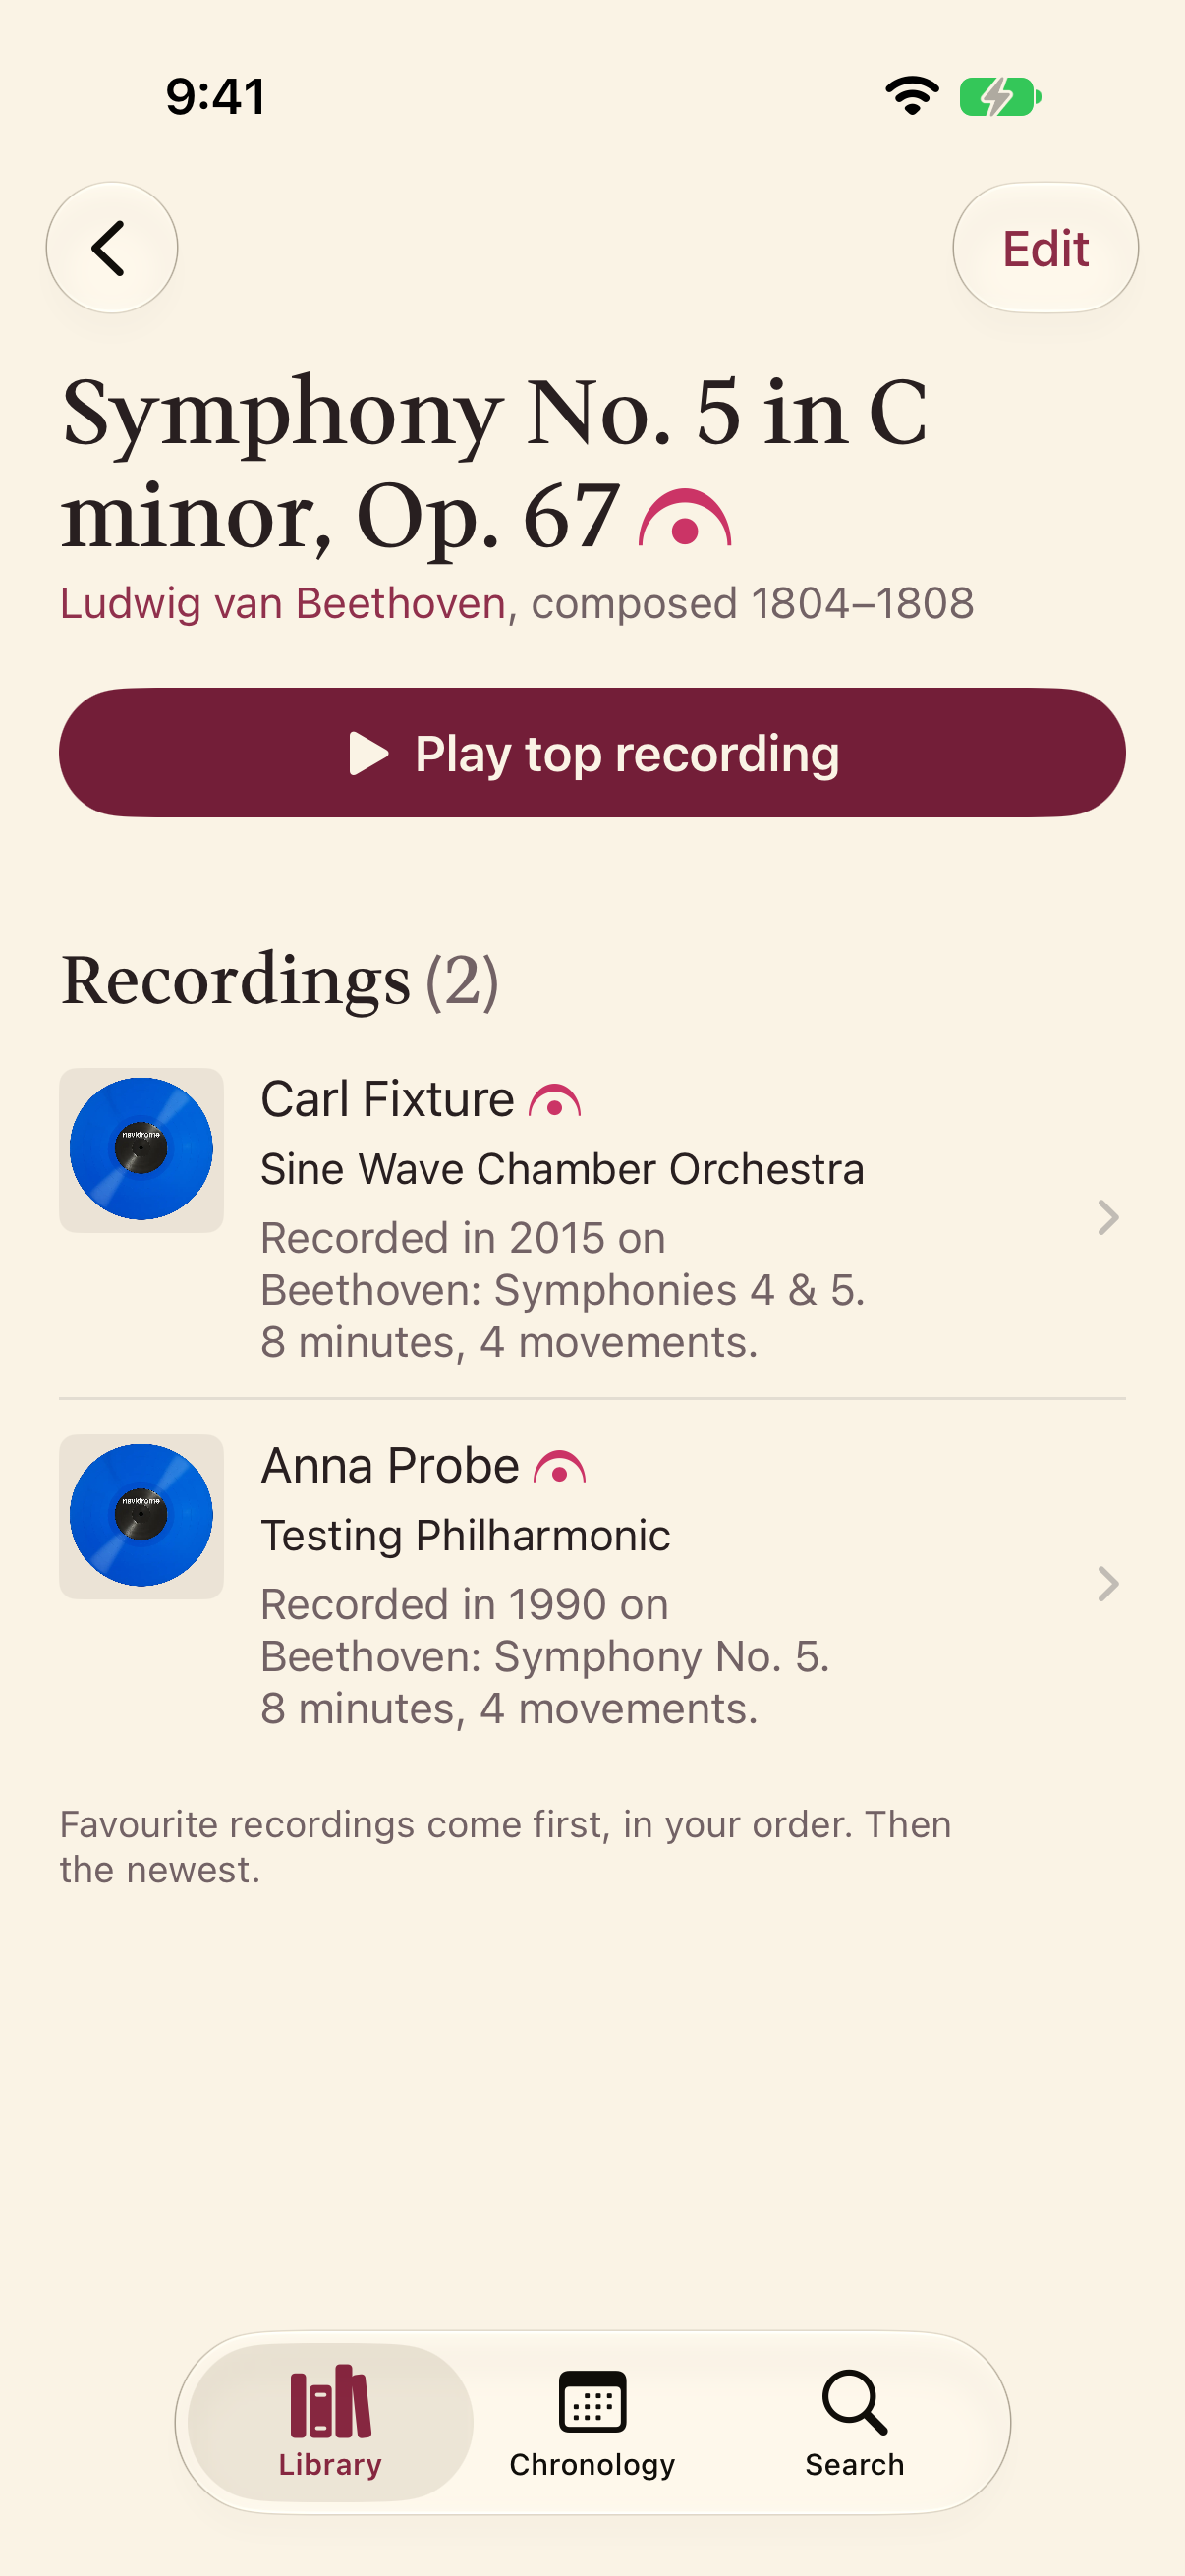 9:41
Edit
Symphony No. 5 in C
minor, Op. 67
Ludwig van Beethoven, composed 1804–1808
Play top recording
Recordings (2)
navidrome
Carl Fixture
Sine Wave Chamber Orchestra
Recorded in 2015 on
Beethoven: Symphonies 4 & 5.
8 minutes, 4 movements.
navidrome
Anna Probe
Testing Philharmonic
Recorded in 1990 on
Beethoven: Symphony No. 5.
8 minutes, 4 movements.
Favourite recordings come first, in your order. Then
the newest.
Library
Chronology
Search